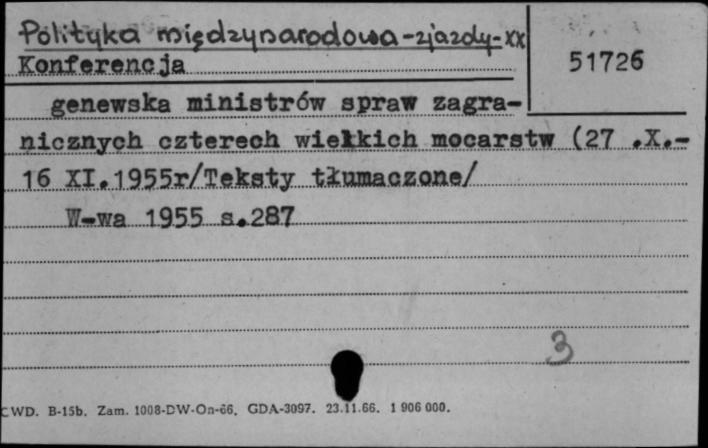 Polityka międzynarodowa-zjazdy-XX
51726
Konferencja
genewska ministrów spraw zagra-
nicznych czterech wielkich mocarstw (27 .X.-
16 XI.1955r/Teksty tłumaczone/
W-wa 1955 s.287
3
CWD. B-15b. Zam. 1008-DW-On-66. GDA-3097. 23.11.66. 1 906 000.